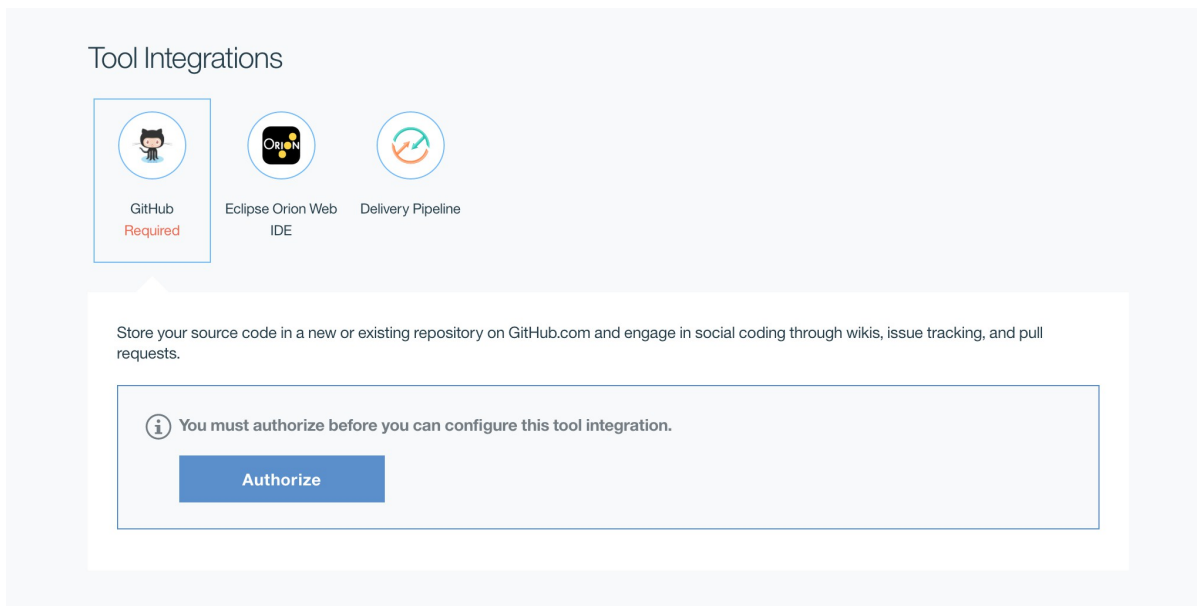 Tool Integrations
ORION
GitHub
Required
Eclipse Orion Web
IDE
Delivery Pipeline
Store your source code in a new or existing repository on GitHub.com and engage in social coding through wikis, issue tracking, and pull
requests.
You must authorize before you can configure this tool integration.
Authorize